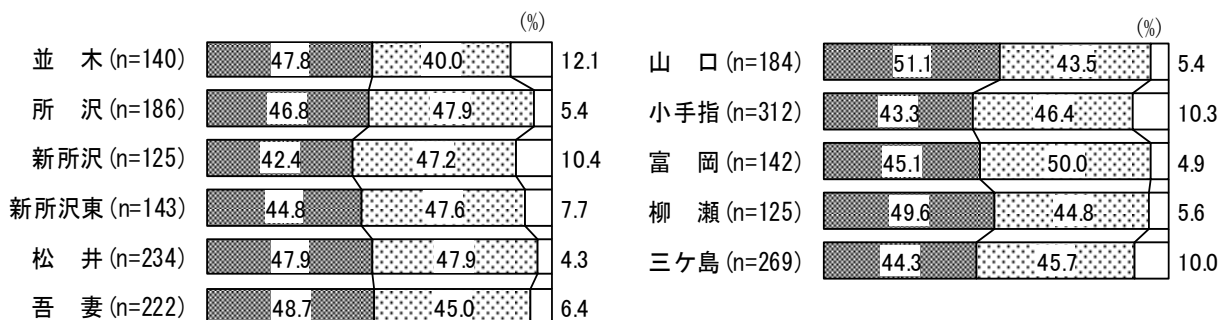 (%)
並　木(n=140) 47.8 40.0 12.1
所　沢(n=186) 46.8 47.9 5.4
新所沢(n=125) 42.4 47.2 10.4
新所沢東(n=143) 44.8 47.6 7.7
松　井(n=234) 47.9 47.9 4.3
吾　妻(n=222) 48.7 45.0 6.4
(%)
山　口(n=184) 51.1 43.5 5.4
小手指(n=312) 43.3 46.4 10.3
富　岡(n=142) 45.1 50.0 4.9
柳　瀬(n=125) 49.6 44.8 5.6
三ケ島(n=269) 44.3 45.7 10.0